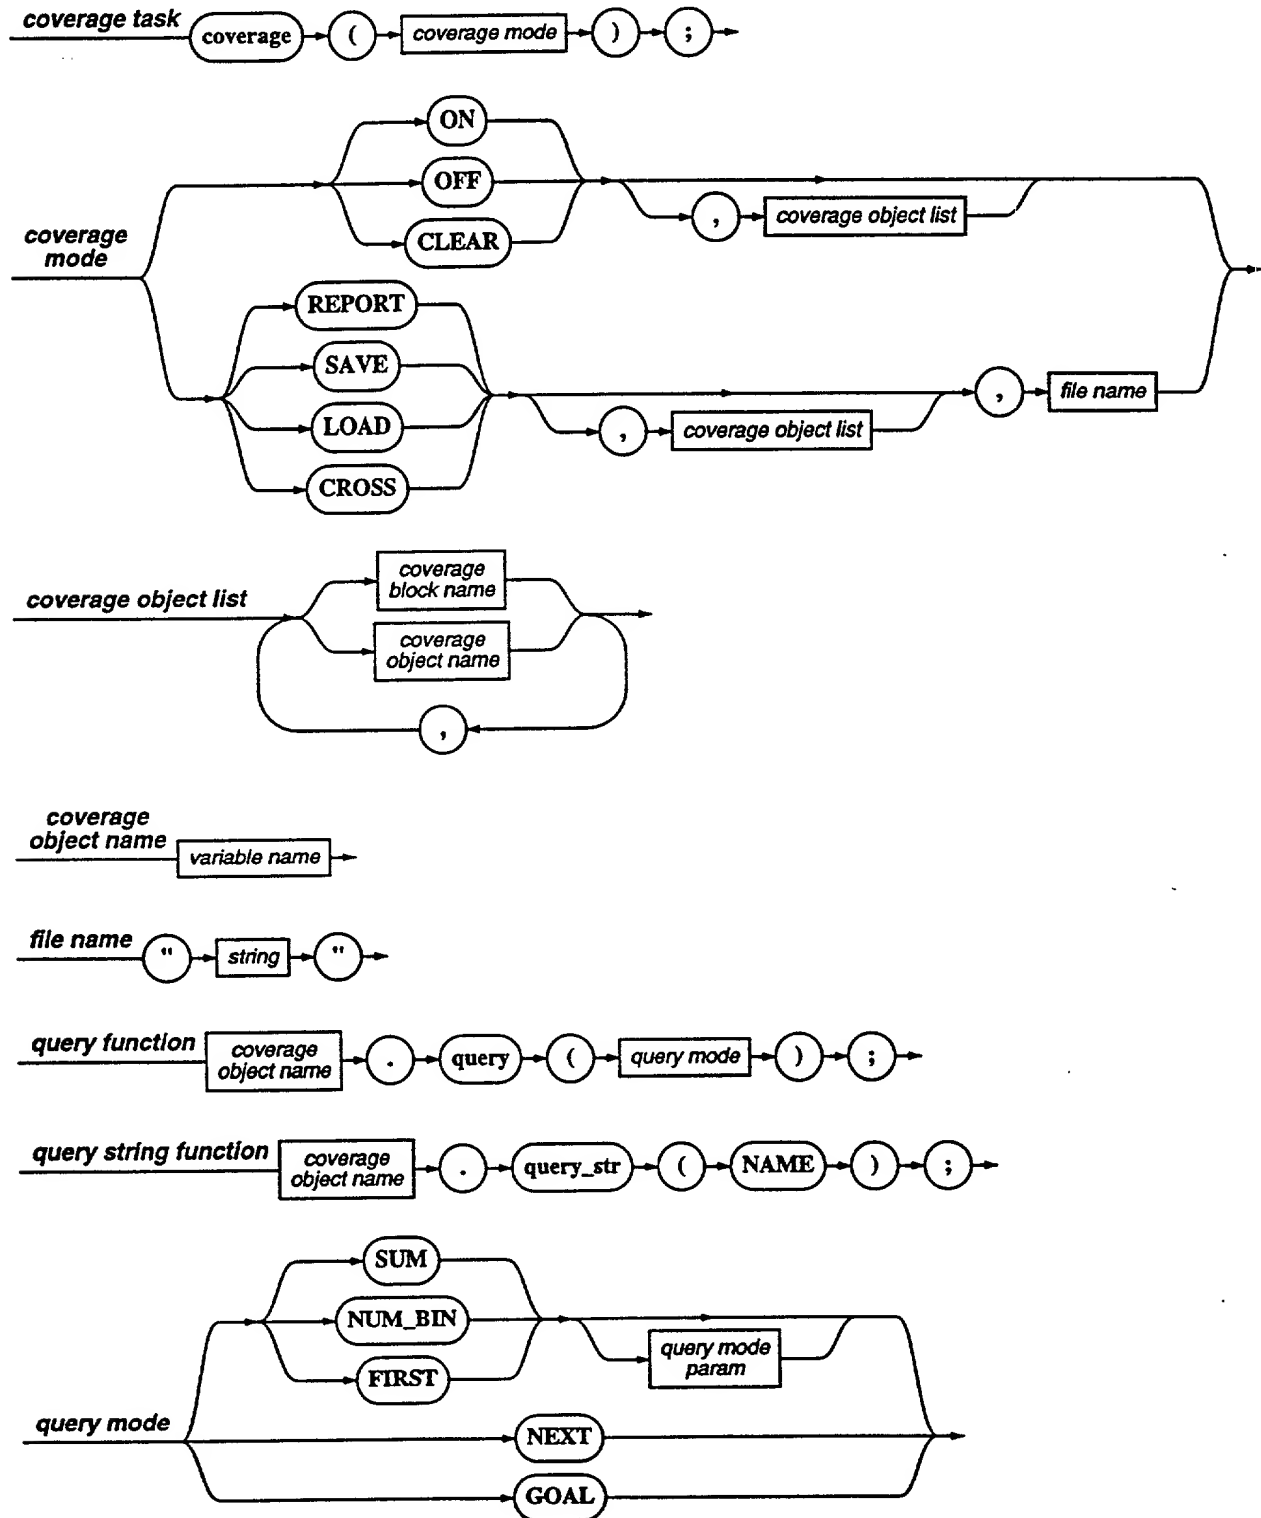 coverage task coverage ( coverage mode ) ;
ON
OFF
, coverage object list
CLEAR
coverage
mode
REPORT
SAVE
, file name
LOAD
, coverage object list
CROSS
coverage
block name
coverage object list
coverage
object name
,
coverage
object name
variable name
file name " string "
query function coverage
object name . query ( query mode ) ;
query string function coverage
object name . query_str ( NAME ) ;
SUM
NUM_BIN
query mode
param
FIRST
query mode
NEXT
GOAL